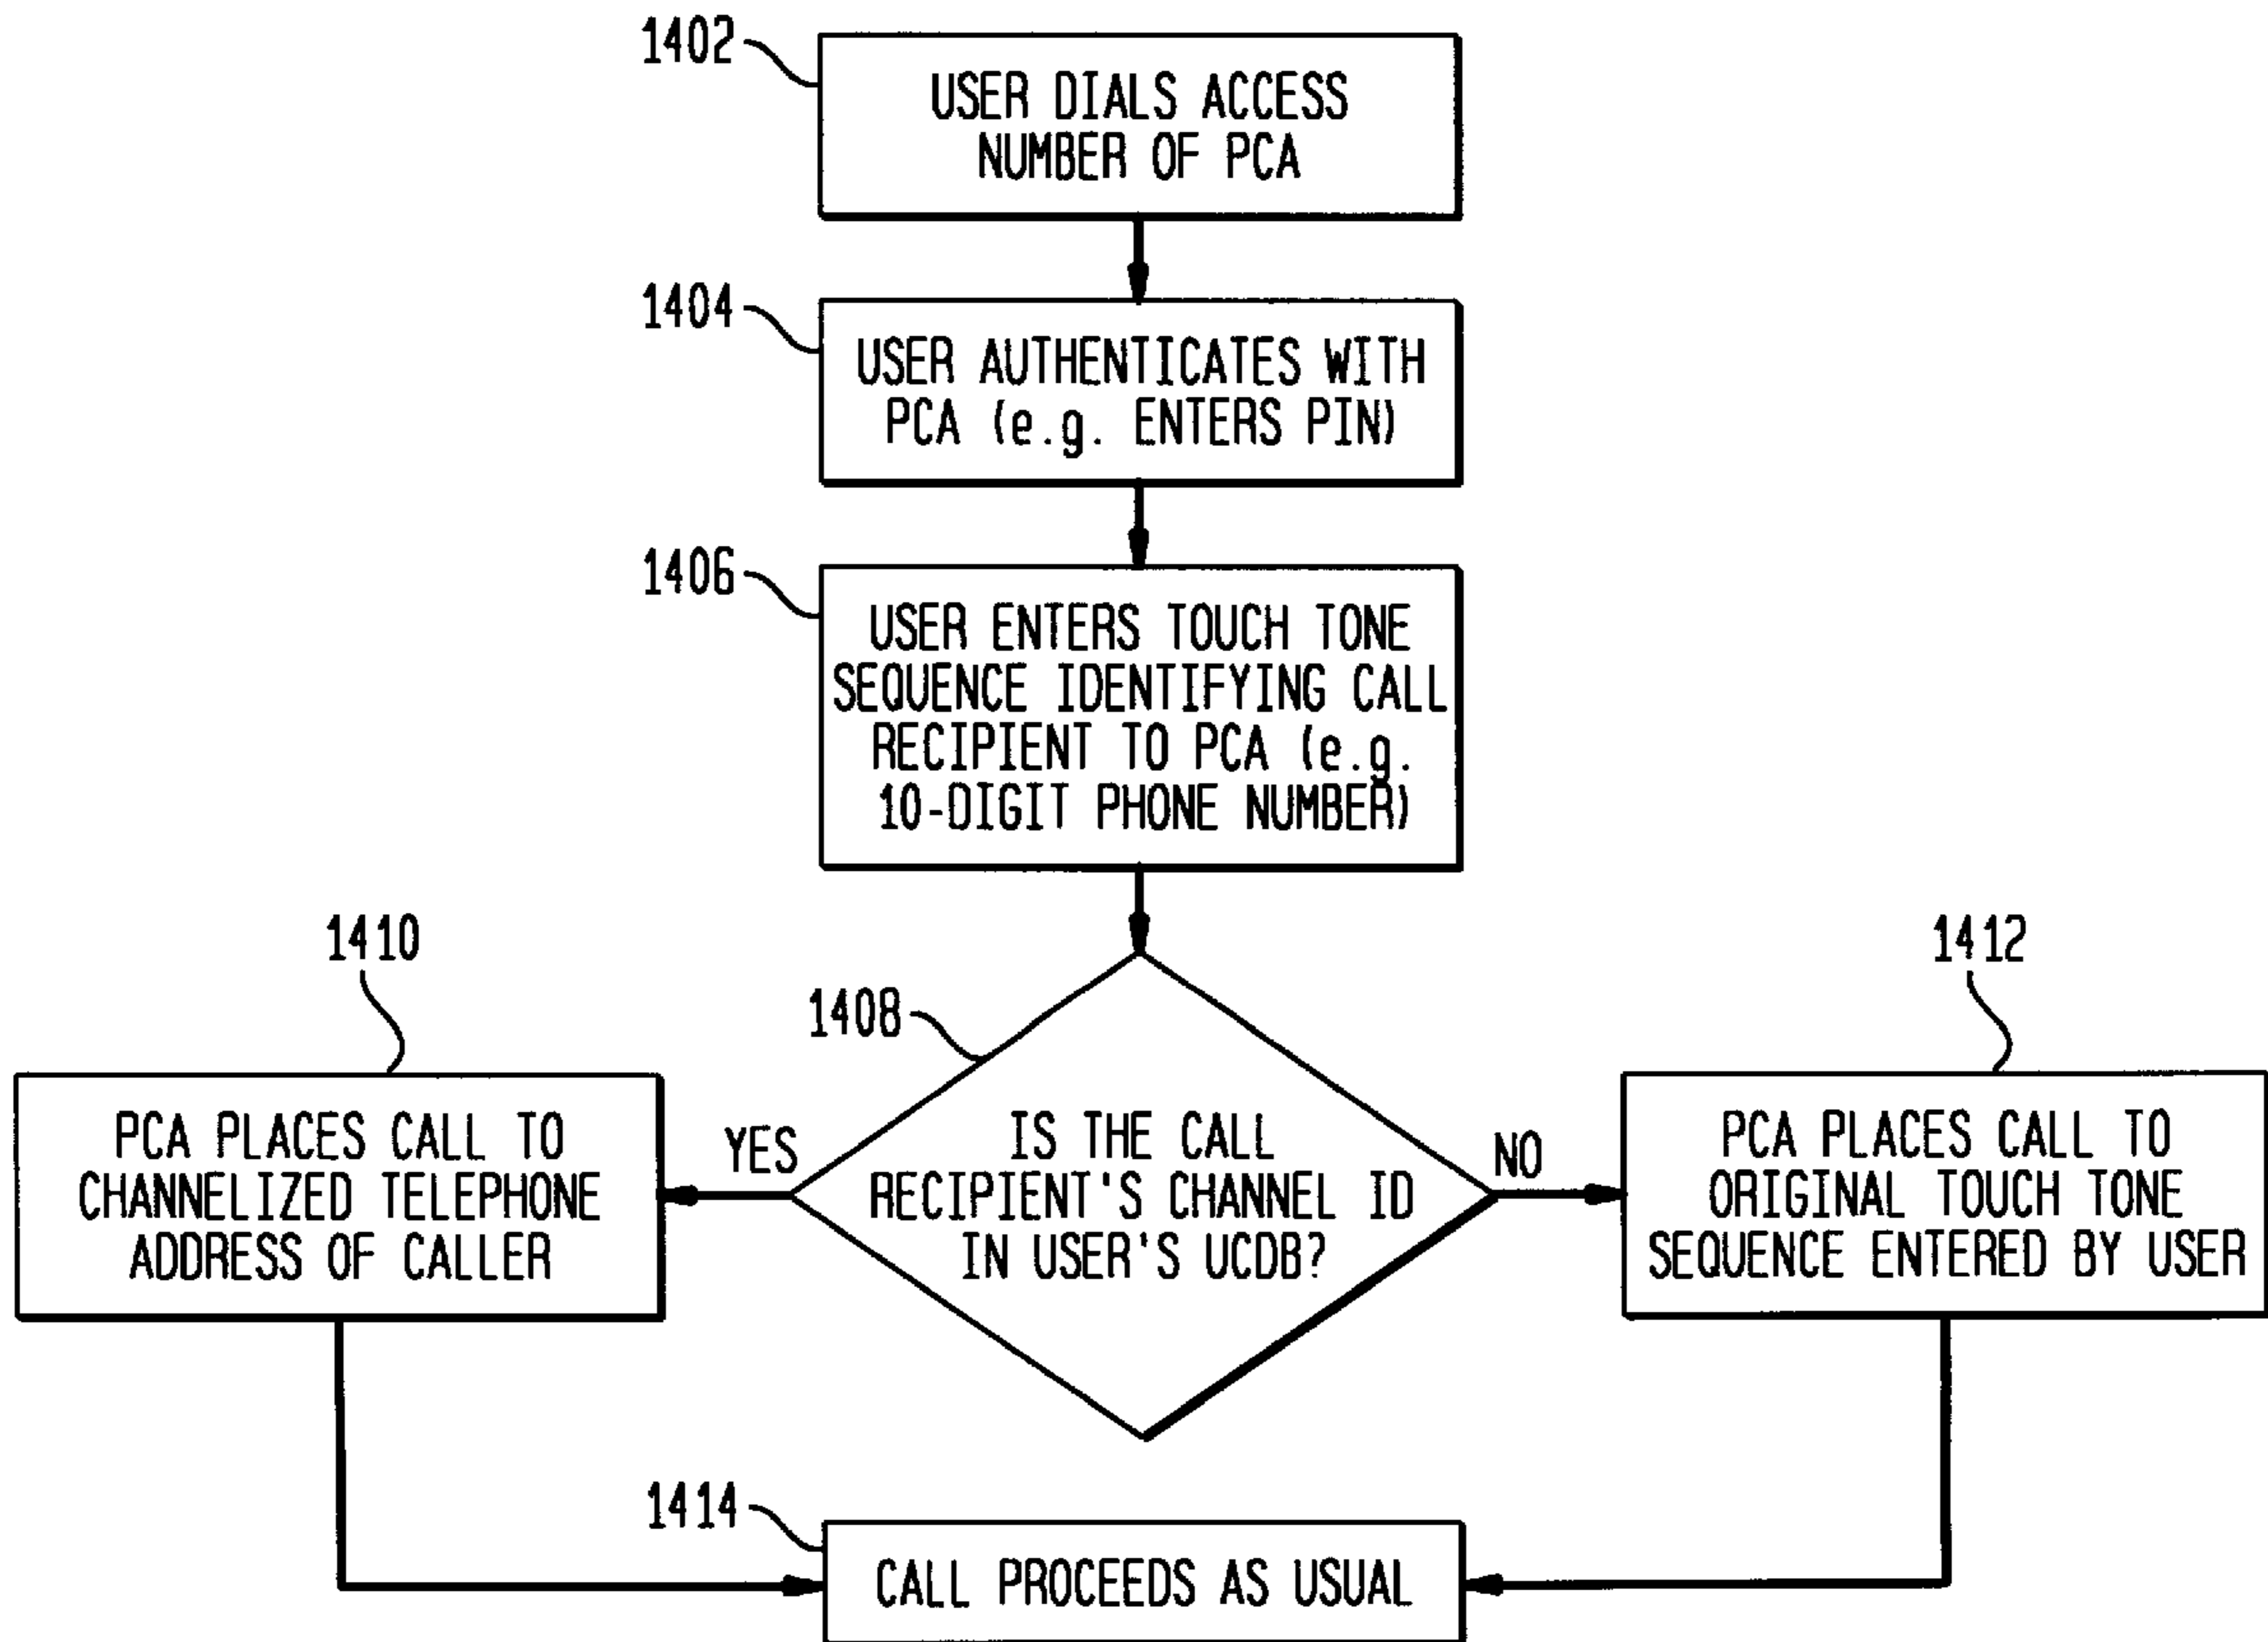 1402
USER DIALS ACCESS
NUMBER OF PCA
1404
USER AUTHENTICATES WITH
PCA (e.g. ENTERS PIN)
1406
USER ENTERS TOUCH TONE
SEQUENCE IDENTIFYING CALL
RECIPIENT TO PCA (e.g.
10-DIGIT PHONE NUMBER)
1408
IS THE CALL
RECIPIENT'S CHANNEL ID
IN USER'S UCDB?
YES
NO
1410
PCA PLACES CALL TO
CHANNELIZED TELEPHONE
ADDRESS OF CALLER
1412
PCA PLACES CALL TO
ORIGINAL TOUCH TONE
SEQUENCE ENTERED BY USER
1414
CALL PROCEEDS AS USUAL